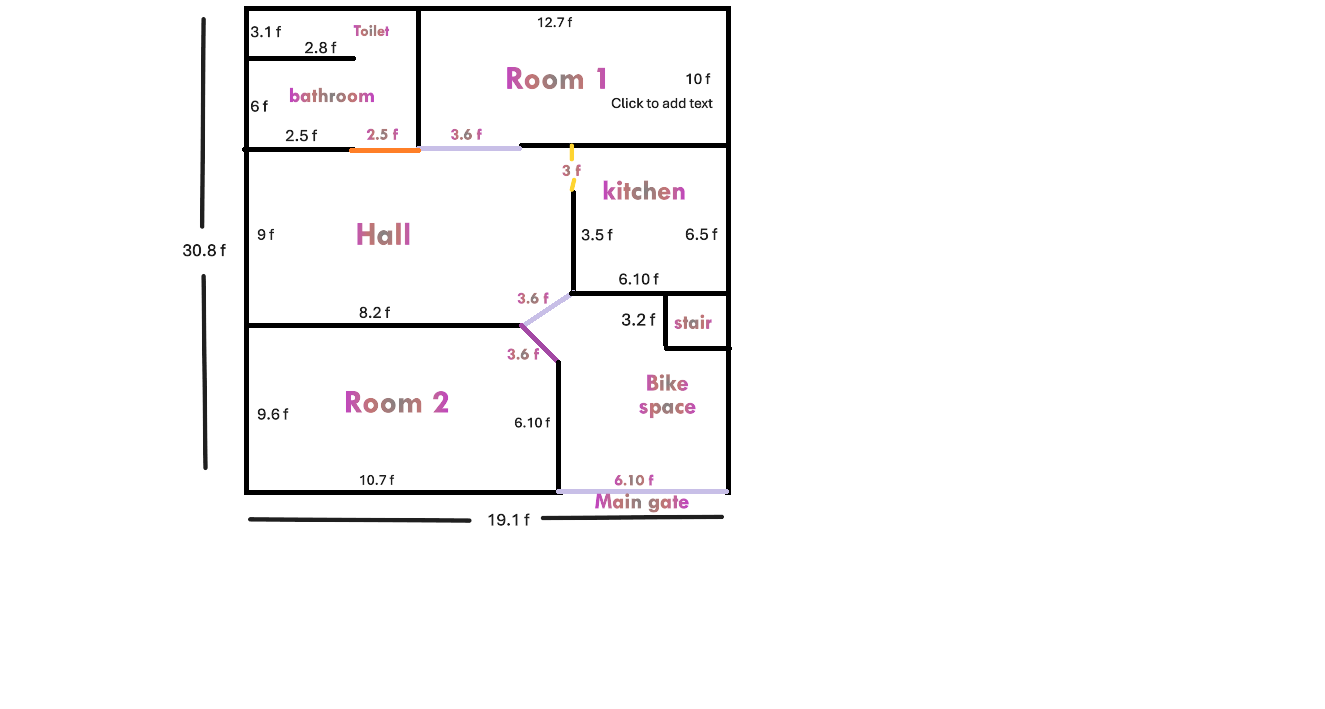 12.7 f
3.1 f
Toilet
2.8 f
Room 1
10 f
Click to add text
bathroom
6 f
2.5 f
2.5 f
3.6 f
3 f
kitchen
9 f
Hall
3.5 f
6.5 f
30.8 f
6.10 f
3.6 f
8.2 f
3.2 f
stair
3.6 f
Bike
space
Room 2
9.6 f
6.10 f
10.7 f
6.10 f
Main gate
19.1 f